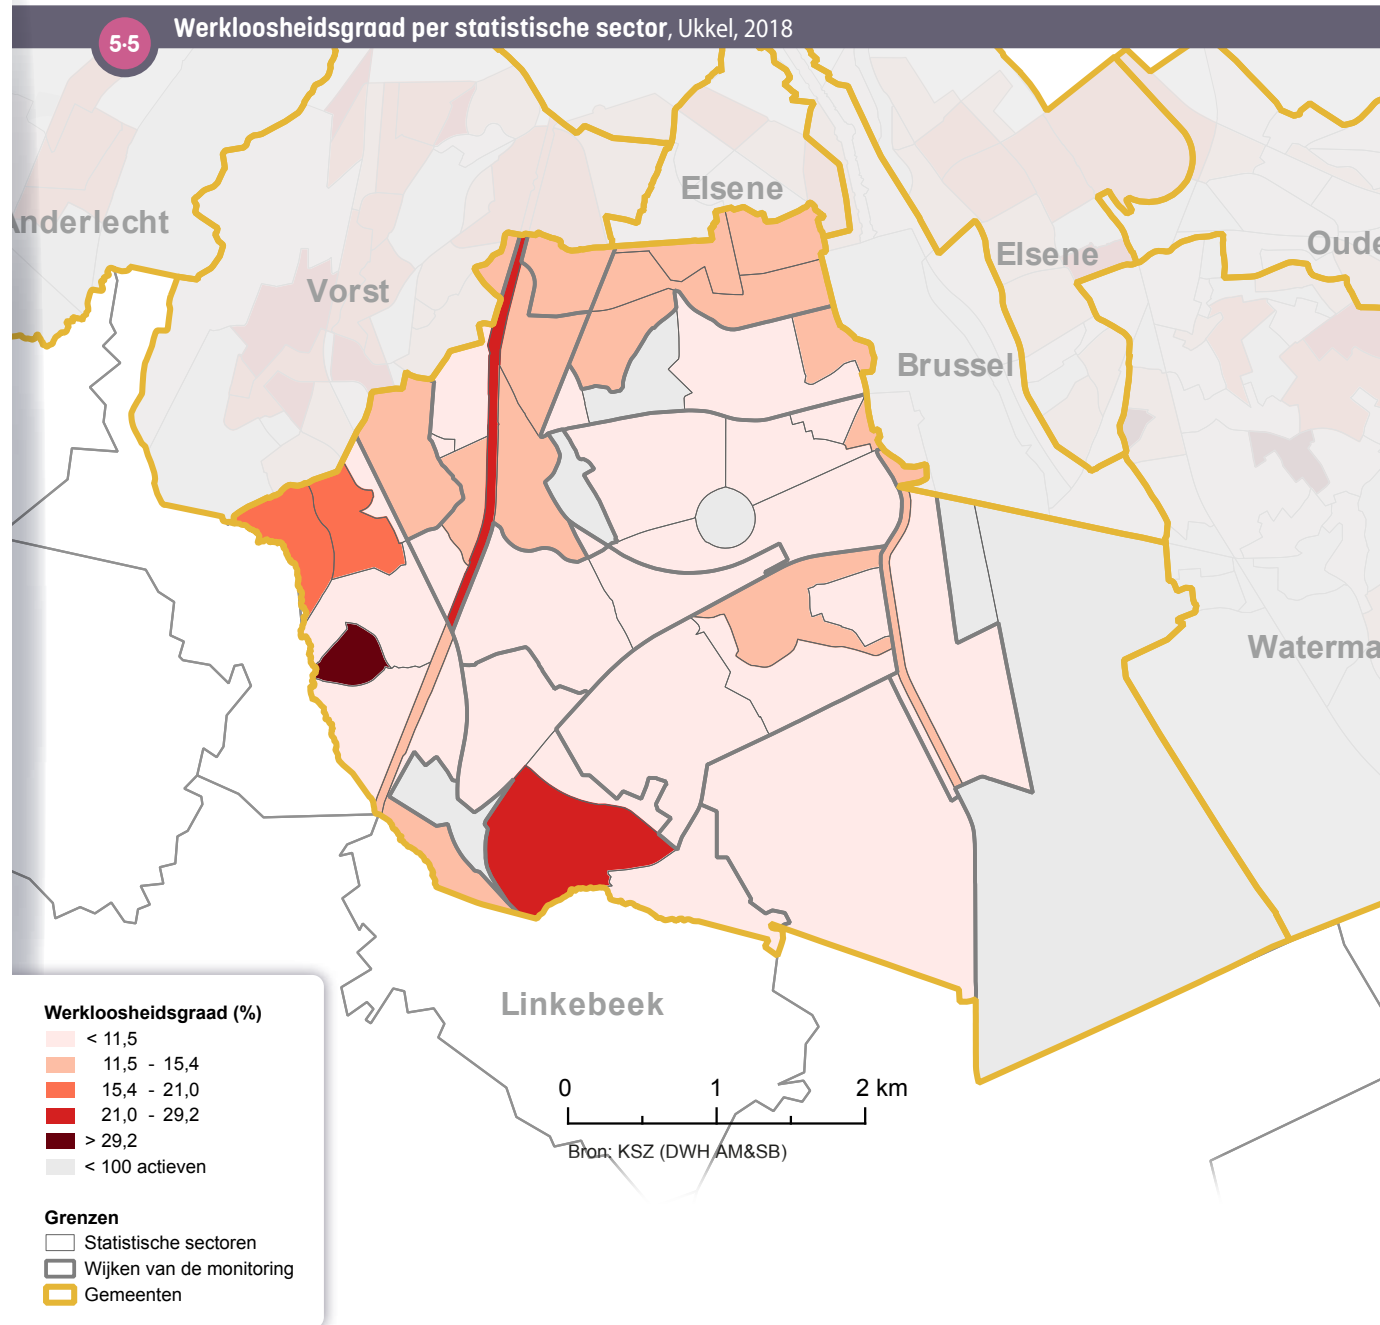 5·5
Werkloosheidsgraad per statistische sector, Ukkel, 2018
Elsene
Anderlecht
Elsene
Oude
Vorst
Brussel
Waterma
Linkebeek
0 1 2 km
Bron: KSZ (DWH AM&SB)
Werkloosheidsgraad (%)
< 11,5
11,5 - 15,4
15,4 - 21,0
21,0 - 29,2
> 29,2
< 100 actieven
Grenzen
Statistische sectoren
Wijken van de monitoring
Gemeenten